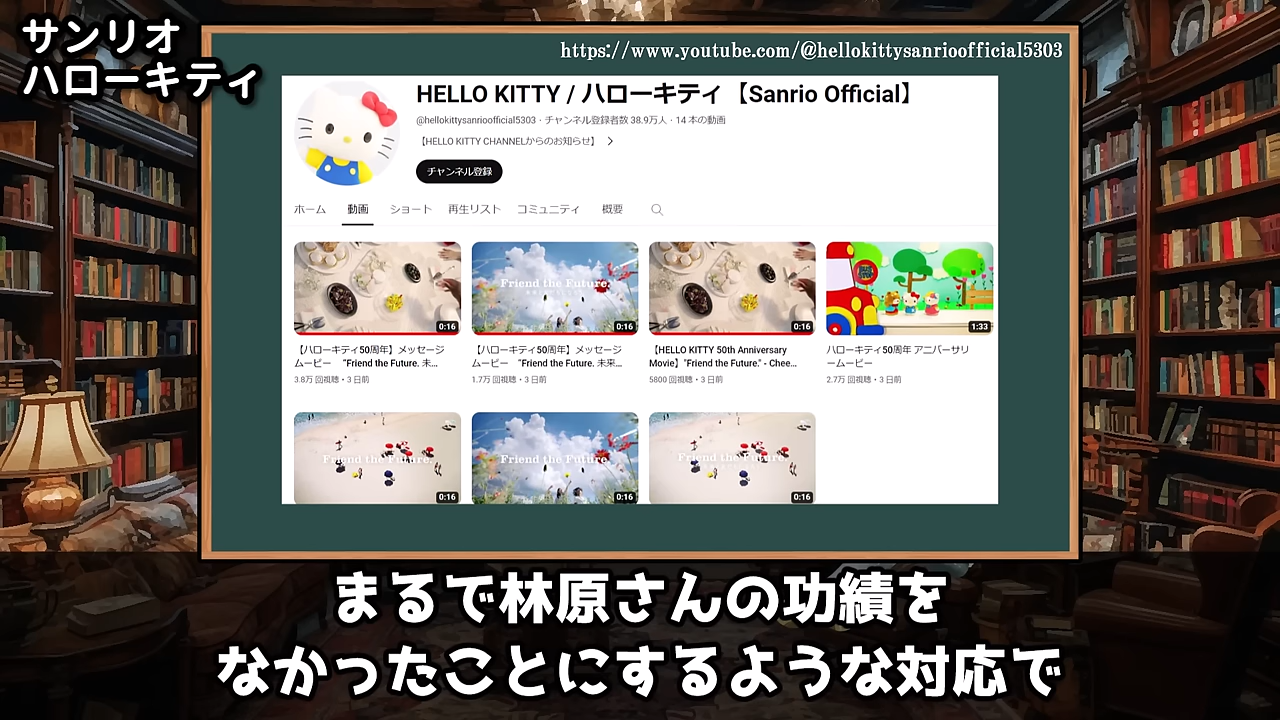 サンリオ
ハローキティ
https://www.youtube.com/@hellokittysanrioofficial5303
HELLO KITTY / ハローキティ【Sanrio Official】
@hellokittysanrioofficial5303・チャンネル登録者数 38.9万人・14 本の動画
【HELLO KITTY CHANNELからのお知らせ】 >
チャンネル登録
ホーム 動画 ショート 再生リスト コミュニティ 概要
Friend the Future.
0:16 0:16 0:16 1:33
【ハローキティ50周年】メッセージムービー "Friend the Future. 未...
3.8万 回視聴・3 日前
【ハローキティ50周年】メッセージムービー "Friend the Future. 未来...
1.7万 回視聴・3 日前
【HELLO KITTY 50th Anniversary Movie】"Friend the Future." - Chee...
5800 回視聴・3 日前
ハローキティ50周年 アニバーサリームービー
2.7万 回視聴・3 日前
Friend the Future. Friend the Future. Friend the Future.
0:16 0:16 0:16
まるで林原さんの功績を
なかったことにするような対応で